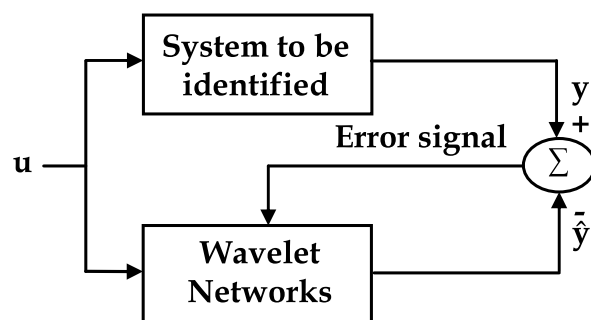 System to be
identified
y
+
Error signal
Σ
u
-
ŷ
Wavelet
Networks